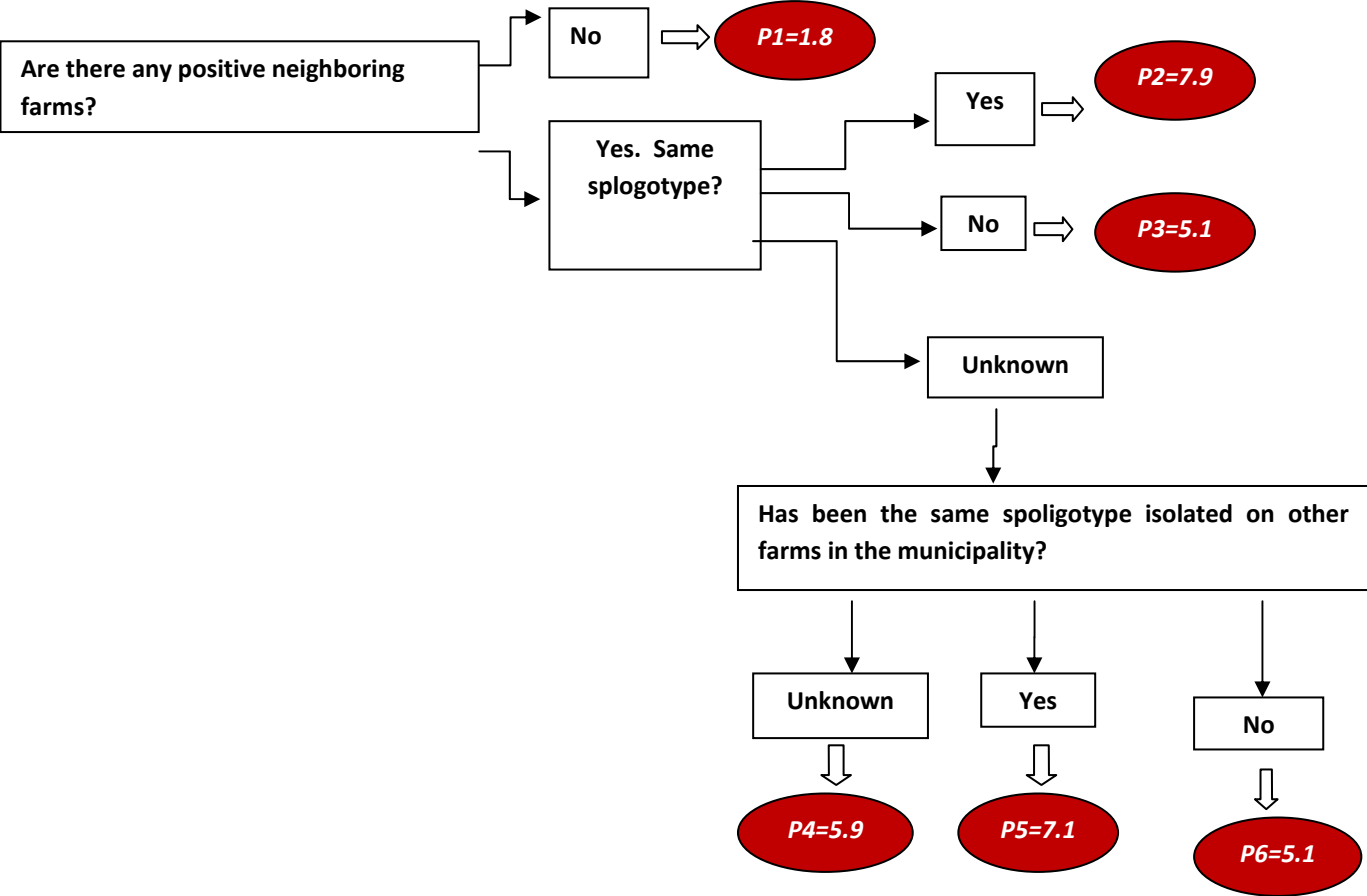 Are there any positive neighboring
farms?
No
P1=1.8
Yes. Same
splogotype?
Yes
P2=7.9
No
P3=5.1
Unknown
Has been the same spoligotype isolated on other
farms in the municipality?
Unknown
Yes
No
P4=5.9
P5=7.1
P6=5.1